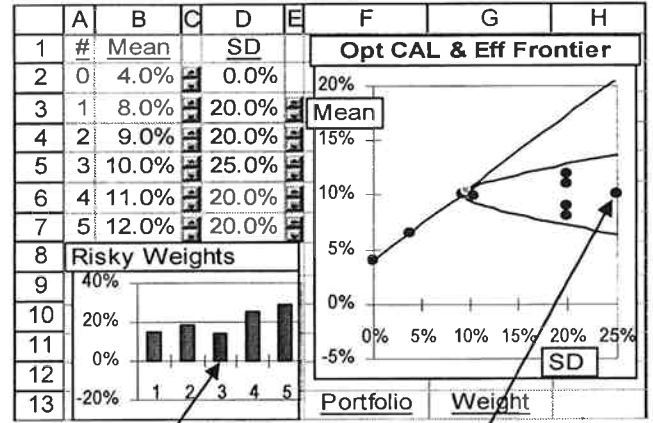 A B C D E F G H
1 # Mean SD Opt CAL & Eff Frontier
2 0 4.0% 0.0%
3 1 8.0% 20.0%
4 2 9.0% 20.0%
5 3 10.0% 25.0%
6 4 11.0% 20.0%
7 5 12.0% 20.0%
8 Risky Weights
9
10
11
12
13 Portfolio Weight
40%
20%
0%
-20%
1 2 3 4 5
20%
Mean
15%
10%
5%
0%
-5%
0% 5% 10% 15% 20% 25%
SD